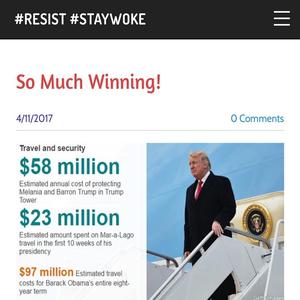 #RESIST #STAYWOKE
So Much Winning!
4/11/2017
0 Comments
Travel and security
$58 million
Estimated annual cost of protecting
Melania and Barron Trump in Trump
Tower
$23 million
Estimated amount spent on Mar-a-Lago
travel in the first 10 weeks of his
presidency
$97 million Estimated travel
costs for Barack Obama's entire eight-
year term